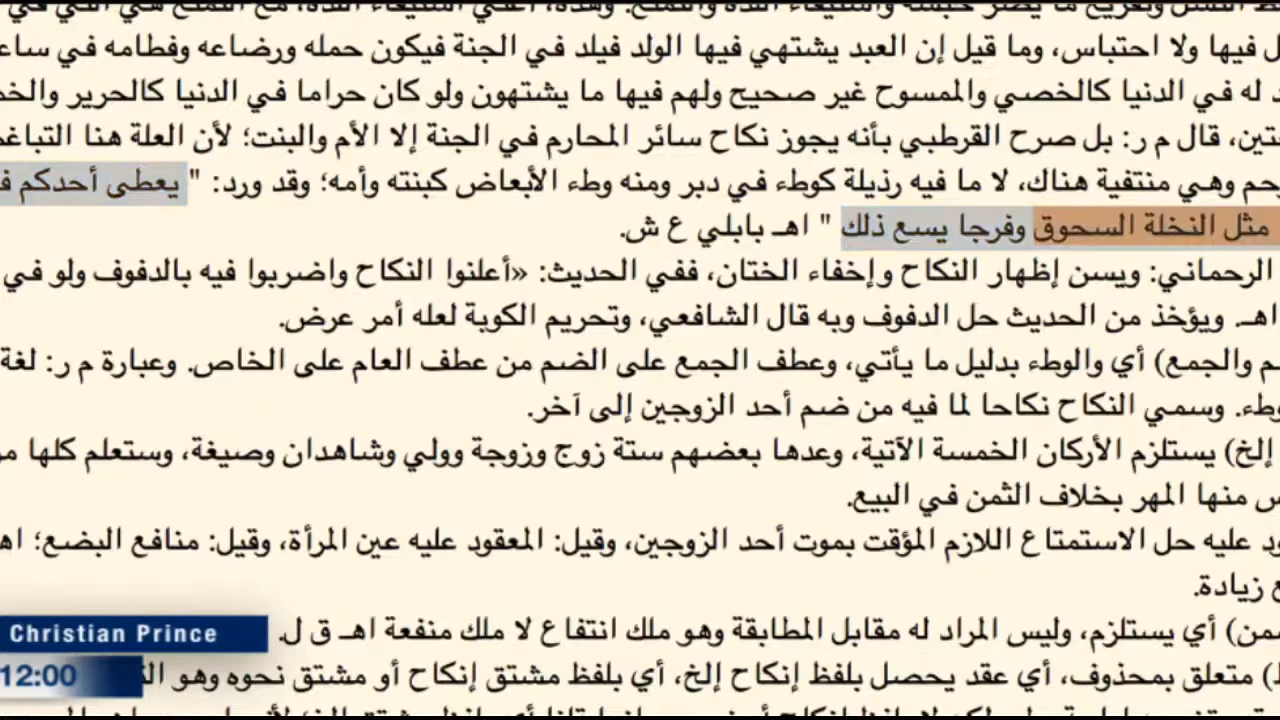 فيها ولا احتباس، وما قيل إن العبد يشتهي فيها الولد فيلد في الجنة فيكون حمله ورضاعه وفطامه في
له في الدنيا كالخصي والممسوح غير صحيح ولهم فيها ما يشتهون ولو كان حراما في الدنيا كالحرير
قال م ر: بل صرح القرطبي بأنه يجوز نكاح سائر المحارم في الجنة إلا الأم والبنت؛ لأن العلة هنا
وهي منتفية هناك، لا ما فيه رذيلة كوطء في دبر ومنه وطء الأبعاض كبنته وأمه؛ وقد ورد: " يعطى أحدكم
مثل النخلة السحوق وفرجا يسع ذلك " اهـ بابلي ع ش.
الرحماني: ويسن إظهار النكاح وإخفاء الختان، ففي الحديث: «أعلنوا النكاح واضربوا فيه بالدفوف ولو في
اهـ. ويؤخذ من الحديث حل الدفوف وبه قال الشافعي، وتحريم الكوبة لعله أمر عرض.
والجمع) أي والوطء بدليل ما يأتي، وعطف الجمع على الضم من عطف العام على الخاص. وعبارة م ر: لغة
وسمي النكاح نكاحا لما فيه من ضم أحد الزوجين إلى آخر.
إلخ) يستلزم الأركان الخمسة الآتية، وعدها بعضهم ستة زوج وزوجة وولي وشاهدان وصيغة، وستعلم كلها
منها المهر بخلاف الثمن في البيع.
عليه حل الاستمتاع اللازم المؤقت بموت أحد الزوجين، وقيل: المعقود عليه عين المرأة، وقيل: منافع البضع؛
زيادة.
أي يستلزم، وليس المراد له مقابل المطابقة وهو ملك انتفاع لا ملك منفعة اهـ ق ل.
Christian Prince
متعلق بمحذوف، أي عقد يحصل بلفظ إنكاح إلخ، أي بلفظ مشتق إنكاح أو مشتق نحوه وهو
12:00